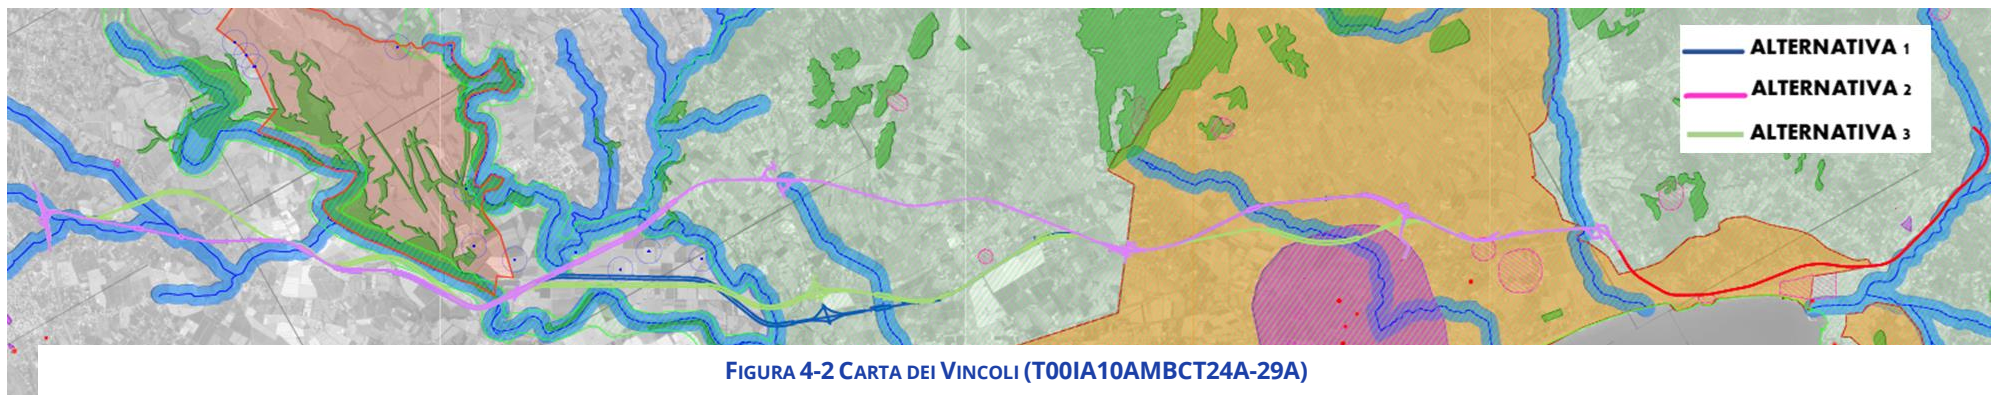 ALTERNATIVA 1
ALTERNATIVA 2
ALTERNATIVA 3
FIGURA 4-2 CARTA DEI VINCOLI (T00IA10AMBCT24A-29A)